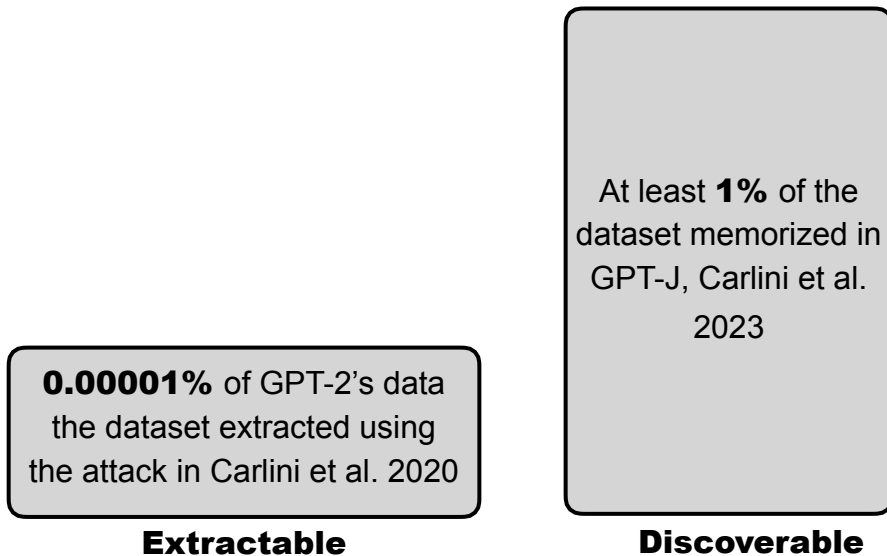 At least 1% of the
dataset memorized in
GPT-J, Carlini et al.
2023
0.00001% of GPT-2’s data
the dataset extracted using
the attack in Carlini et al. 2020
Extractable
Discoverable